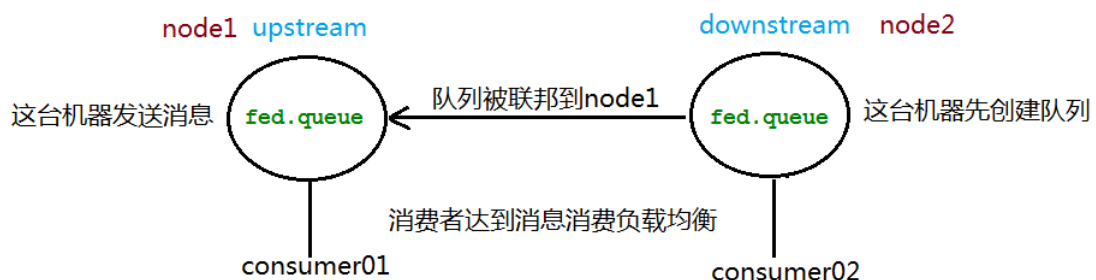 node1 upstream
downstream node2
这台机器发送消息
fed.queue
队列被联邦到node1
fed.queue
这台机器先创建队列
消费者达到消息消费负载均衡
consumer01
consumer02